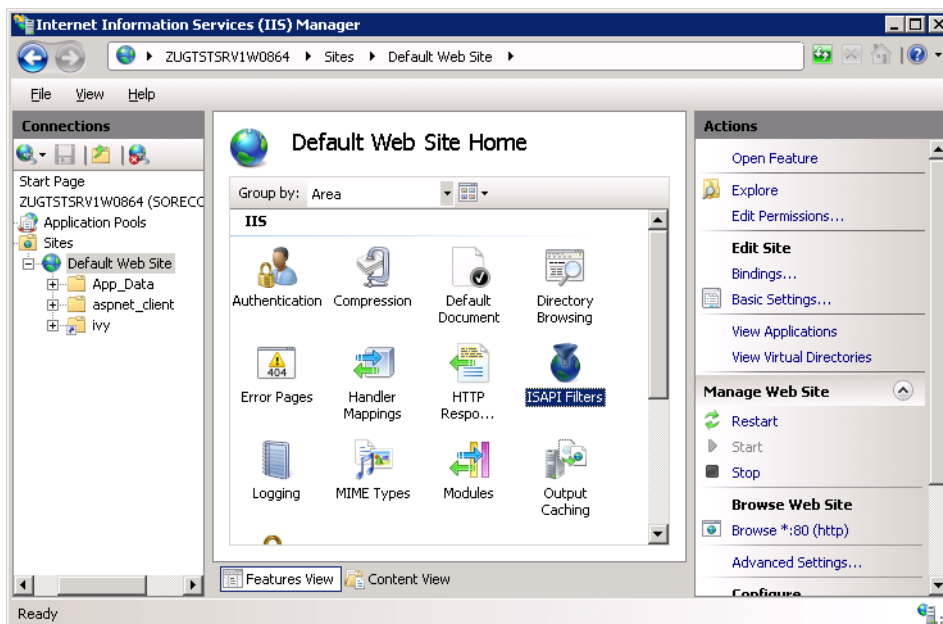 Internet Information Services (IIS) Manager
ZUGTSTSRV1W0864 Sites Default Web Site
File View Help
Connections
Start Page
ZUGTSTSRV1W0864 (SORECC
Application Pools
Sites
Default Web Site
App_Data
aspnet_client
ivy
Default Web Site Home
Group by: Area
IIS
Authentication Compression Default Document Directory Browsing
404
Error Pages Handler Mappings HTTP Respo... ISAPI Filters
Logging MIME Types Modules Output Caching
Features View Content View
Actions
Open Feature
Explore
Edit Permissions...
Edit Site
Bindings...
Basic Settings...
View Applications
View Virtual Directories
Manage Web Site
Restart
Start
Stop
Browse Web Site
Browse *:80 (http)
Advanced Settings...
Configure
Ready